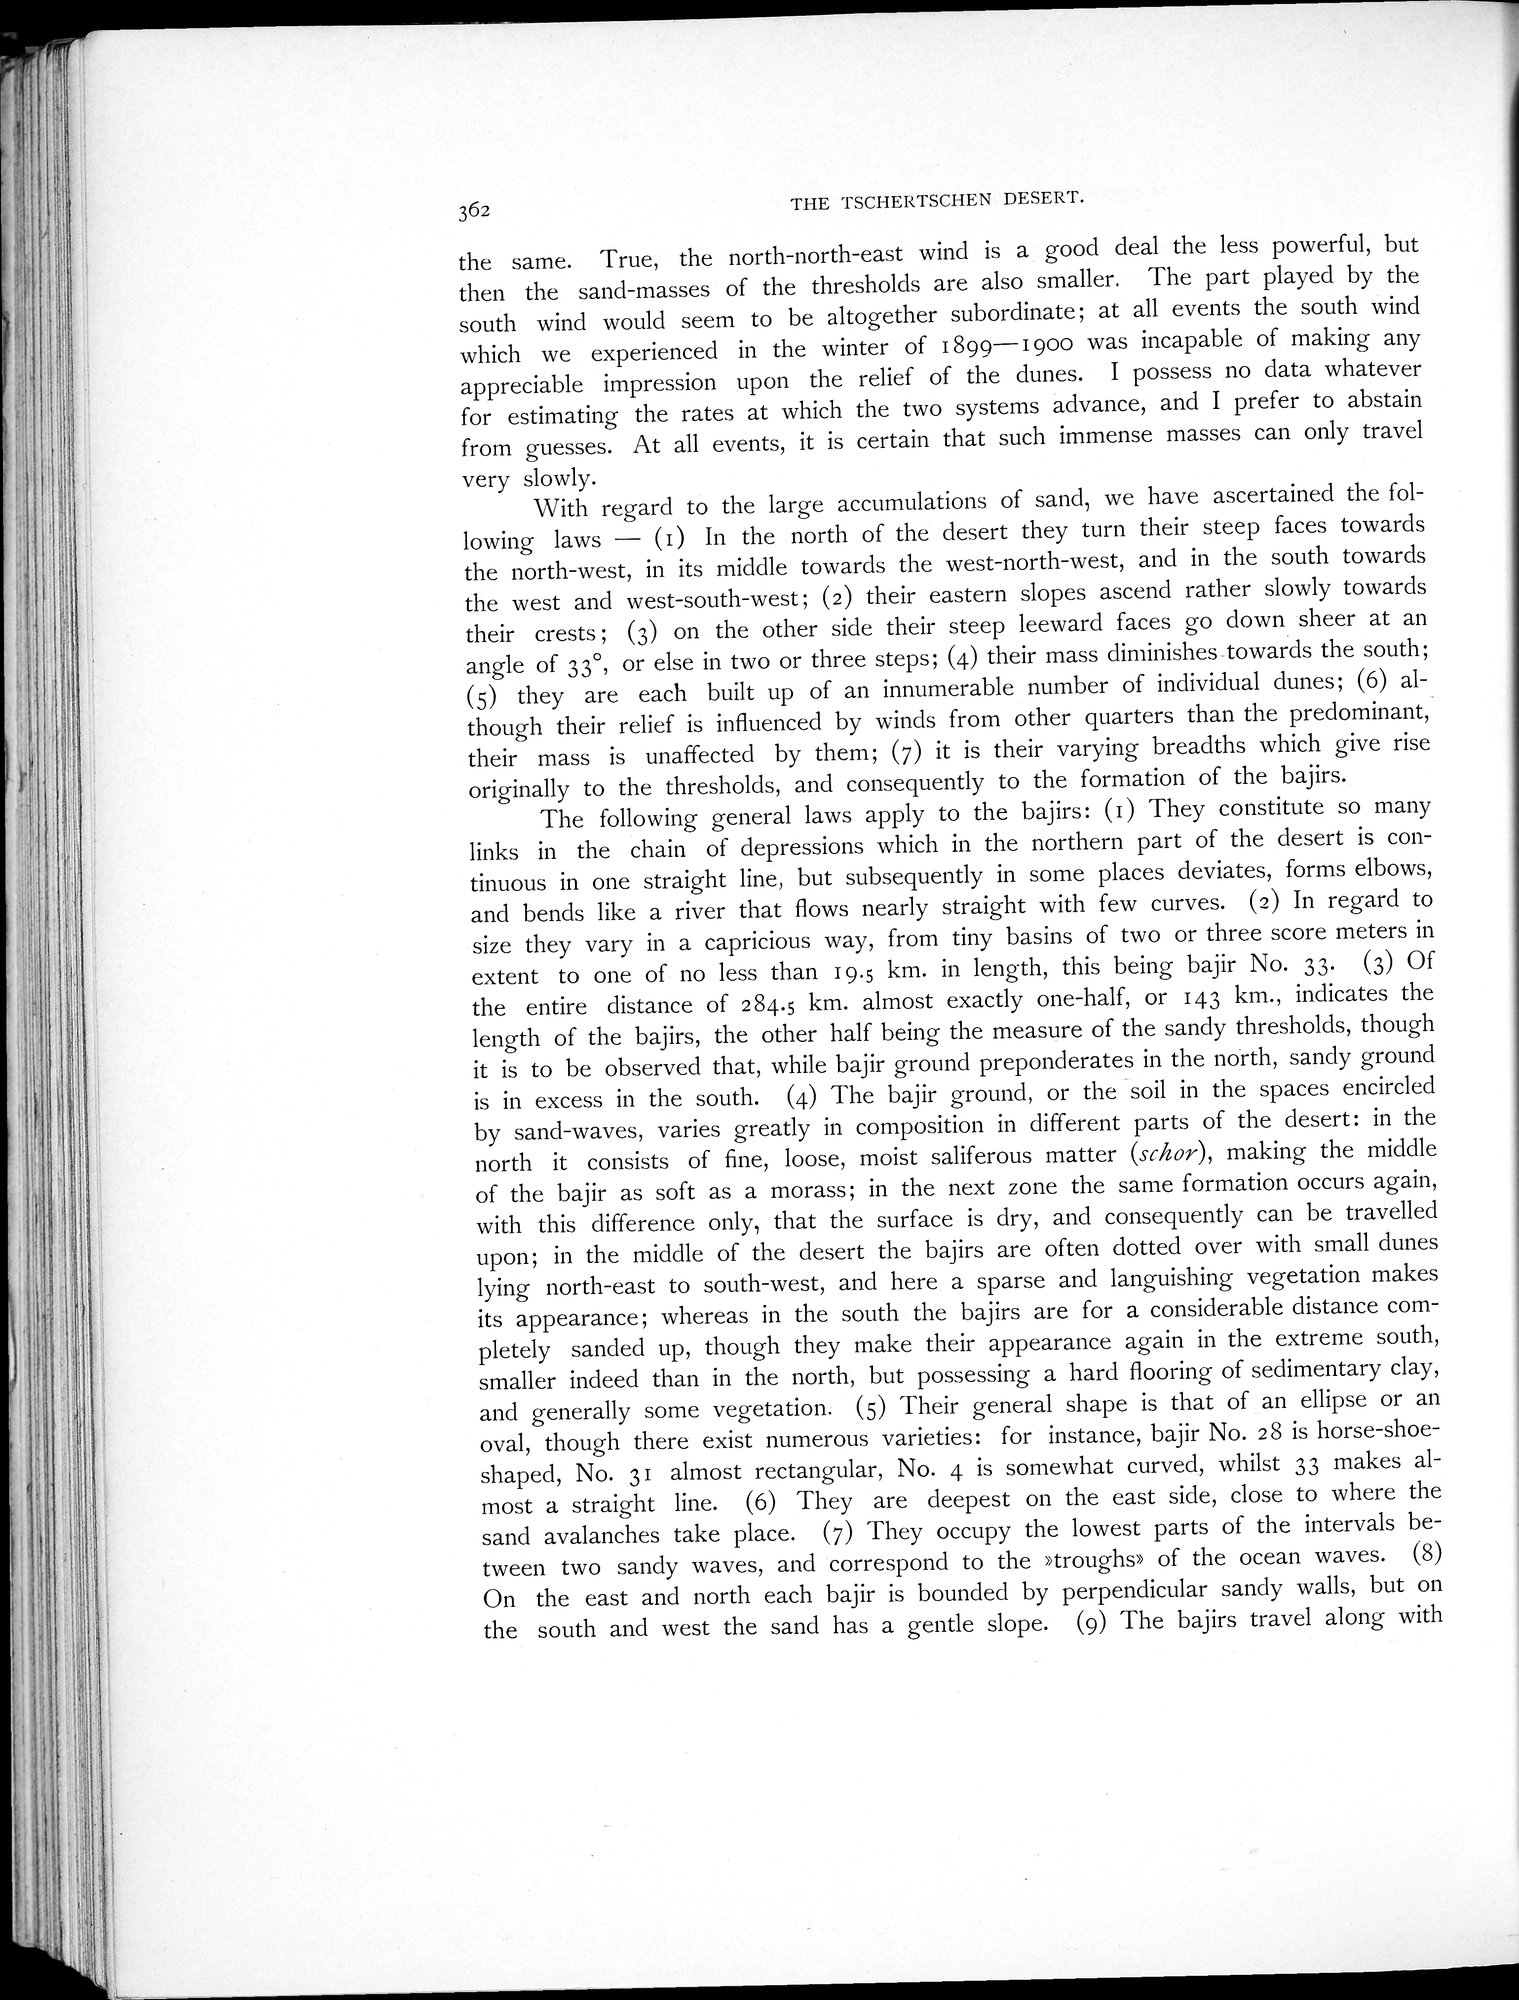 362
THE TSCHERTSCHEN DESERT.
the same. True, the north-north-east wind is a good deal the less powerful, but
then the sand-masses of the thresholds are also smaller. The part played by the
south wind would seem to be altogether subordinate; at all events the south wind
which we experienced in the winter of 1899—1900 was incapable of making any
appreciable impression upon the relief of the dunes. I possess no data whatever
for estimating the rates at which the two systems advance, and I prefer to abstain
from guesses. At all events, it is certain that such immense masses can only travel
very slowly.
With regard to the large accumulations of sand, we have ascertained the fol-
lowing laws — (1) In the north of the desert they turn their steep faces towards
the north-west, in its middle towards the west-north-west, and in the south towards
the west and west-south-west; (2) their eastern slopes ascend rather slowly towards
their crests; (3) on the other side their steep leeward faces go down sheer at an
angle of 33°, or else in two or three steps; (4) their mass diminishes towards the south;
(5) they are each built up of an innumerable number of individual dunes; (6) al-
though their relief is influenced by winds from other quarters than the predominant,
their mass is unaffected by them; (7) it is their varying breadths which give rise
originally to the thresholds, and consequently to the formation of the bajirs.
The following general laws apply to the bajirs: (1) They constitute so many
links in the chain of depressions which in the northern part of the desert is con-
tinuous in one straight line, but subsequently in some places deviates, forms elbows,
and bends like a river that flows nearly straight with few curves. (2) In regard to
size they vary in a capricious way, from tiny basins of two or three score meters in
extent to one of no less than 19.5 km. in length, this being bajir No. 33. (3) Of
the entire distance of 284.5 km. almost exactly one-half, or 143 km., indicates the
length of the bajirs, the other half being the measure of the sandy thresholds, though
it is to be observed that, while bajir ground preponderates in the north, sandy ground
is in excess in the south. (4) The bajir ground, or the soil in the spaces encircled
by sand-waves, varies greatly in composition in different parts of the desert: in the
north it consists of fine, loose, moist saliferous matter (schor), making the middle
of the bajir as soft as a morass; in the next zone the same formation occurs again,
with this difference only, that the surface is dry, and consequently can be travelled
upon; in the middle of the desert the bajirs are often dotted over with small dunes
lying north-east to south-west, and here a sparse and languishing vegetation makes
its appearance; whereas in the south the bajirs are for a considerable distance com-
pletely sanded up, though they make their appearance again in the extreme south,
smaller indeed than in the north, but possessing a hard flooring of sedimentary clay,
and generally some vegetation. (5) Their general shape is that of an ellipse or an
oval, though there exist numerous varieties: for instance, bajir No. 28 is horse-shoe-
shaped, No. 31 almost rectangular, No. 4 is somewhat curved, whilst 33 makes al-
most a straight line. (6) They are deepest on the east side, close to where the
sand avalanches take place. (7) They occupy the lowest parts of the intervals be-
tween two sandy waves, and correspond to the »troughs» of the ocean waves. (8)
On the east and north each bajir is bounded by perpendicular sandy walls, but on
the south and west the sand has a gentle slope. (9) The bajirs travel along with